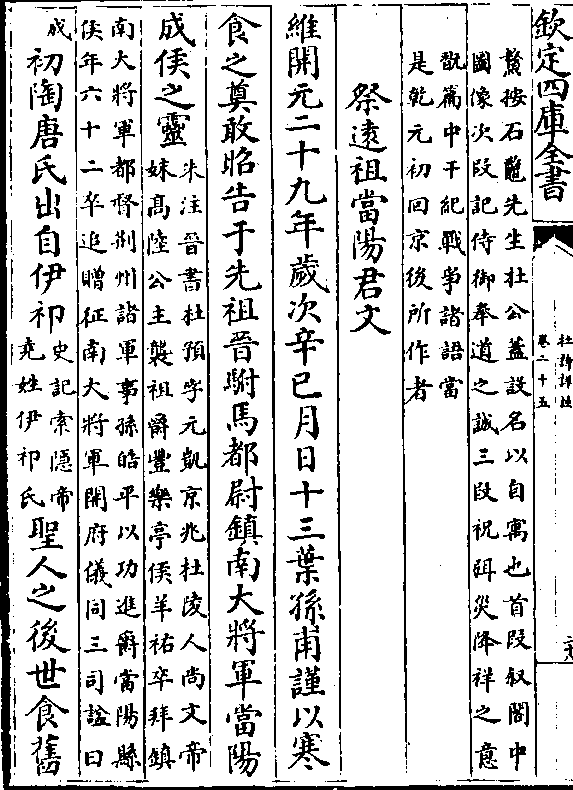 欽定四庫全書
杜詩詳註
卷二十五
鰲按石龞先生杜公蓋設名以自寓也首段叙閣中
國像次段記侍御奉道之誠三段祝弭災降祥之意
翫篇中干紀戰爭諸語當
是乾元初回京後所作者
祭遠祖當陽君文
維開元二十九年歲次辛巳月日十三葉孫甫謹以寒
食之奠敢昭告于先祖晉駙馬都尉鎮南大將軍當陽
成侯之靈
朱注晉書杜預字元凱京兆杜陵人尚文帝
妹髙陸公主襲祖爵豐樂亭侯羊祐卒拜鎮
南大將軍都督荆州諸軍事孫皓平以功進爵當陽縣
侯年六十二卒追贈征南大將軍開府儀同三司諡曰
成
初陶唐氏出自伊祁
史記索隠帝
堯姓伊祁氏
聖人之後世食舊